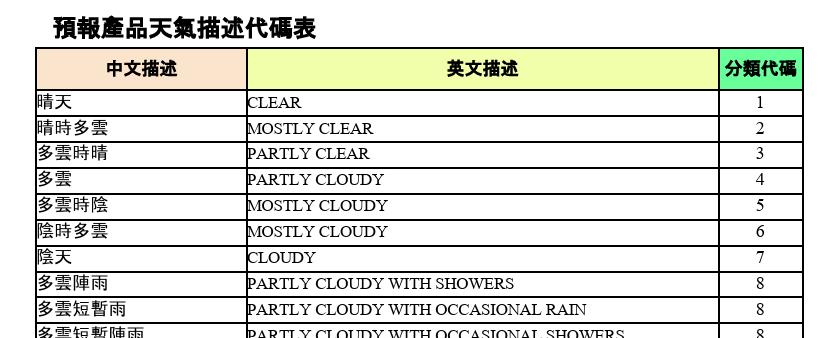 預報產品天氣描述代碼表
中文描述 英文描述 分類代碼
晴天 CLEAR 1
晴時多雲 MOSTLY CLEAR 2
多雲時晴 PARTLY CLEAR 3
多雲 PARTLY CLOUDY 4
多雲時陰 MOSTLY CLOUDY 5
陰時多雲 MOSTLY CLOUDY 6
陰天 CLOUDY 7
多雲陣雨 PARTLY CLOUDY WITH SHOWERS 8
多雲短暫雨 PARTLY CLOUDY WITH OCCASIONAL RAIN 8
多雲短暫陣雨 PARTLY CLOUDY WITH OCCASIONAL SHOWERS 8